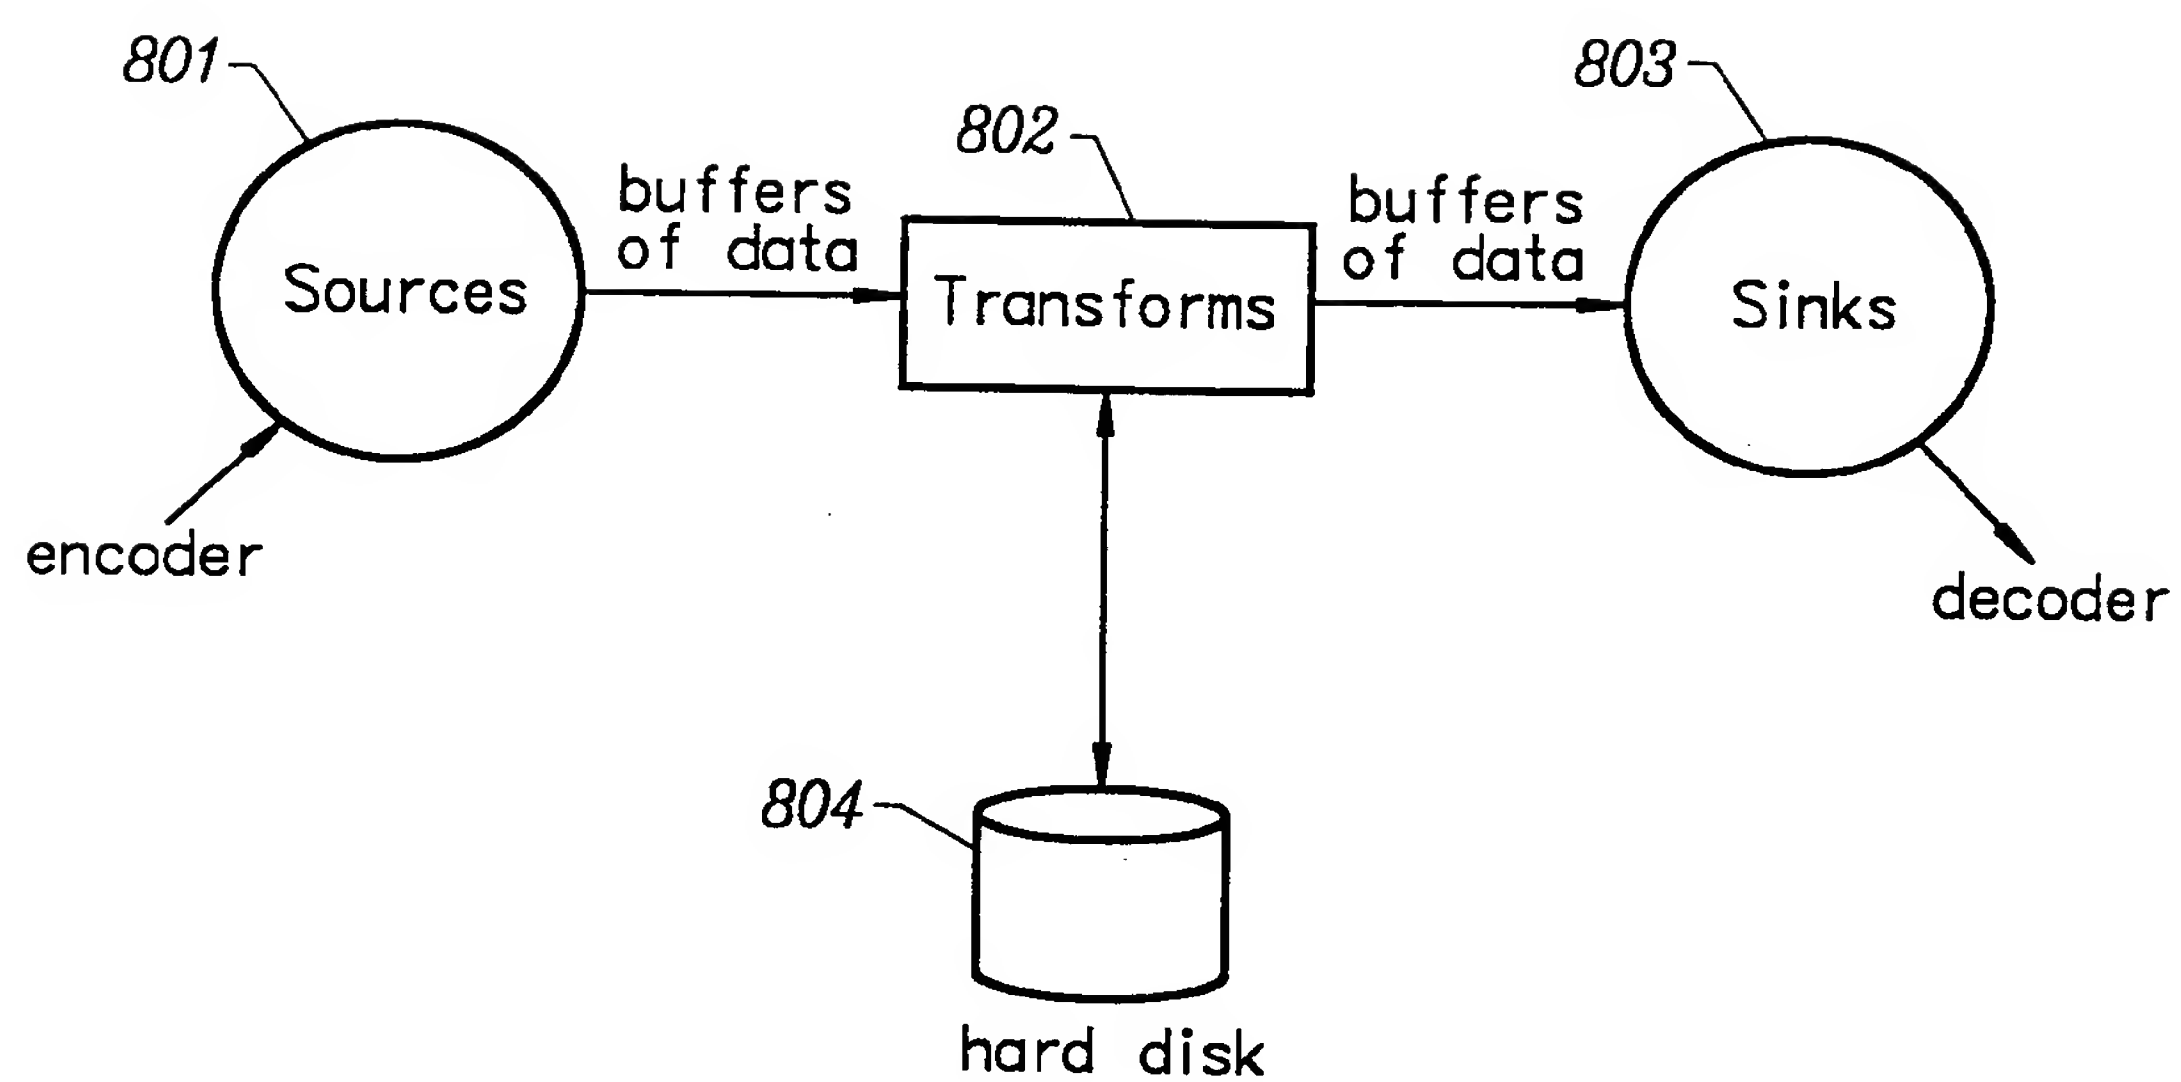 801
803
802
buffers
of data
buffers
of data
Sources
Transforms
Sinks
encoder
decoder
804
hard disk